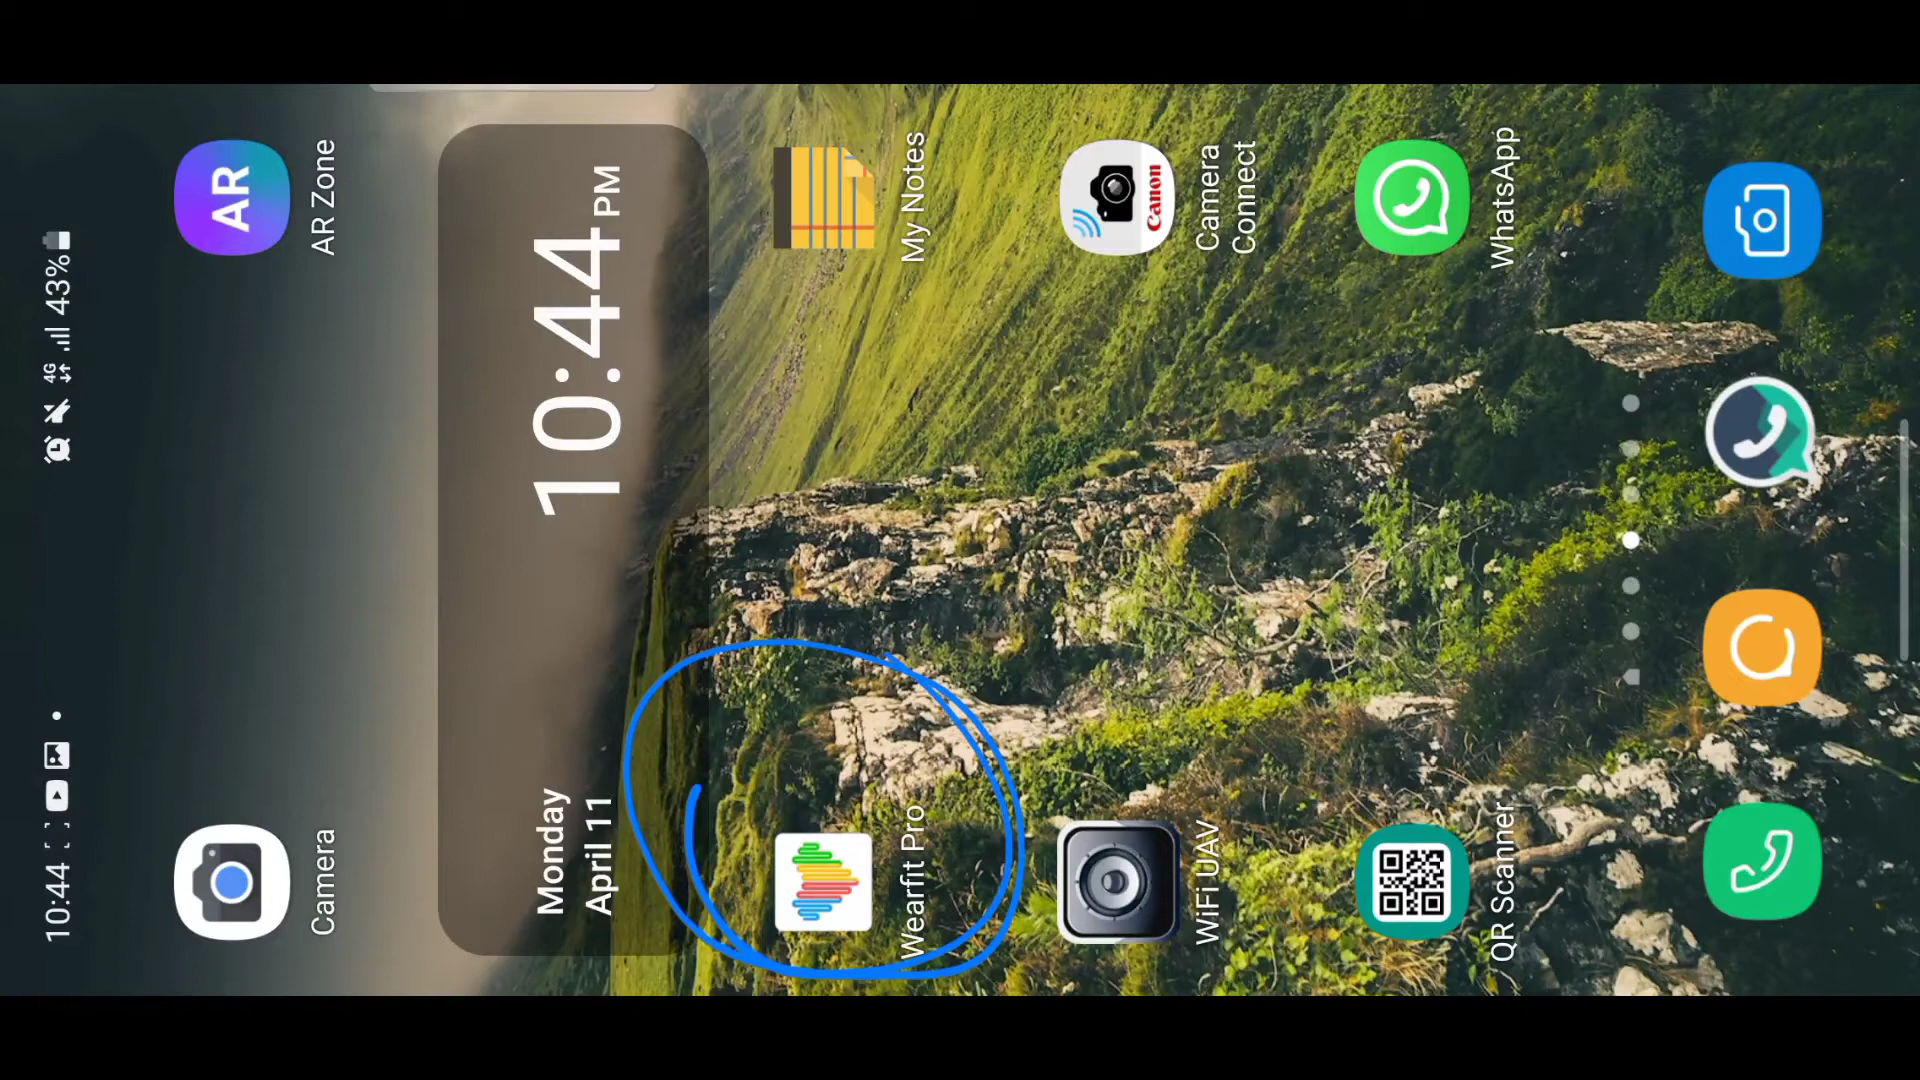 10:44
4G 43%
Camera
AR
AR Zone
Monday
April 11
10:44 PM
Wearfit Pro
My Notes
WiFi UAV
Canon
Camera
Connect
QR Scanner
WhatsApp